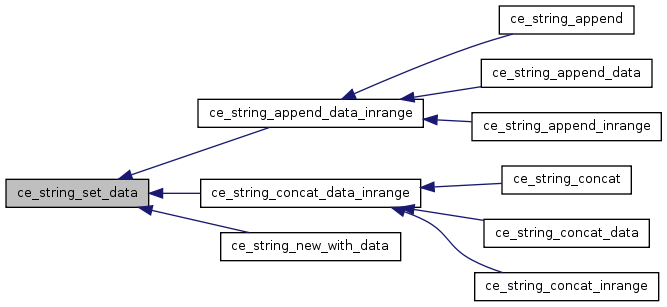 ce_string_append
ce_string_append_data
ce_string_append_data_inrange
ce_string_append_inrange
ce_string_set_data
ce_string_concat_data_inrange
ce_string_concat
ce_string_concat_data
ce_string_new_with_data
ce_string_concat_inrange